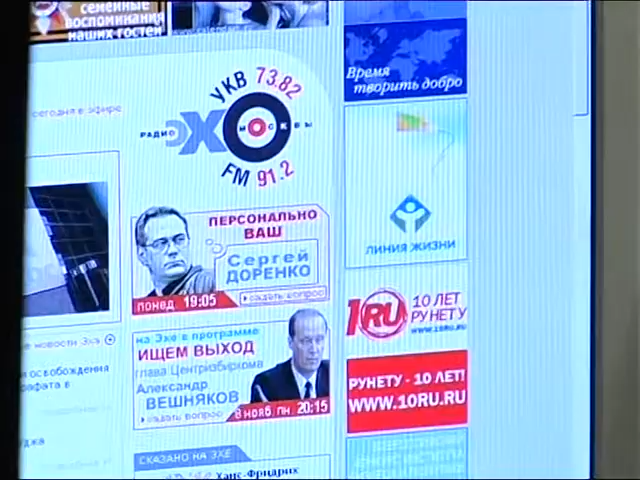 семейные
воспоминания
наших гостей
Время
творить добро
сегодня в эфире
УКВ 73.82
РАДИО ЭХО МОСКВЫ
FM 91.2
ПЕРСОНАЛЬНО
ВАШ
Сергей
ДОРЕНКО
задать вопрос
понед. 19:05
ЛИНИЯ ЖИЗНИ
1RU 10 ЛЕТ
РУНЕТУ
www.10ru.ru
е новости Эха
на Эхе в программе
ИЩЕМ ВЫХОД
глава Центризбиркома
Александр
ВЕШНЯКОВ
задать вопрос
8 нояб. пн. 20:15
и освобождения
РУНЕТУ - 10 ЛЕТ!
WWW.10RU.RU
СКАЗАНО НА ЭХЕ
Ханс-Фридрих